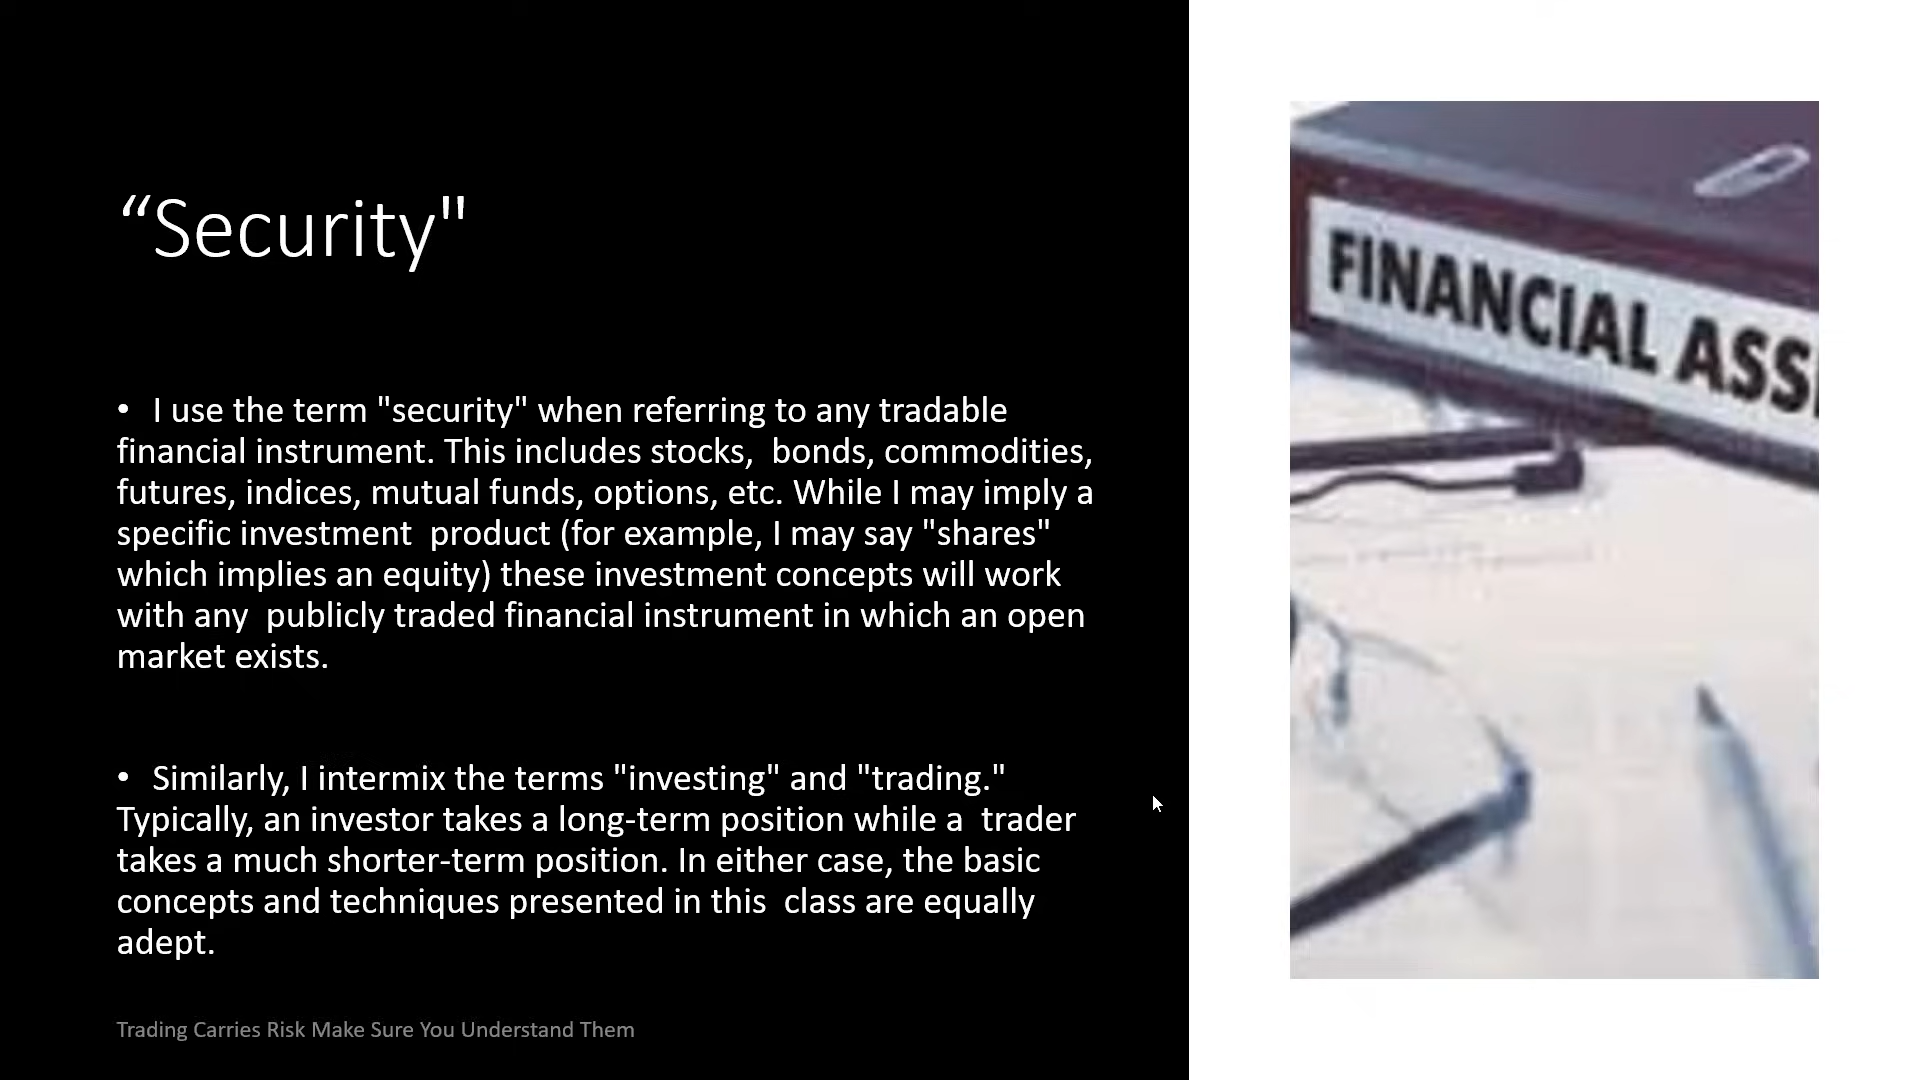 “Security"
• I use the term "security" when referring to any tradable
financial instrument. This includes stocks,  bonds, commodities,
futures, indices, mutual funds, options, etc. While I may imply a
specific investment  product (for example, I may say "shares"
which implies an equity) these investment concepts will work
with any  publicly traded financial instrument in which an open
market exists.
• Similarly, I intermix the terms "investing" and "trading."
Typically, an investor takes a long-term position while a  trader
takes a much shorter-term position. In either case, the basic
concepts and techniques presented in this  class are equally
adept.
Trading Carries Risk Make Sure You Understand Them
FINANCIAL ASS